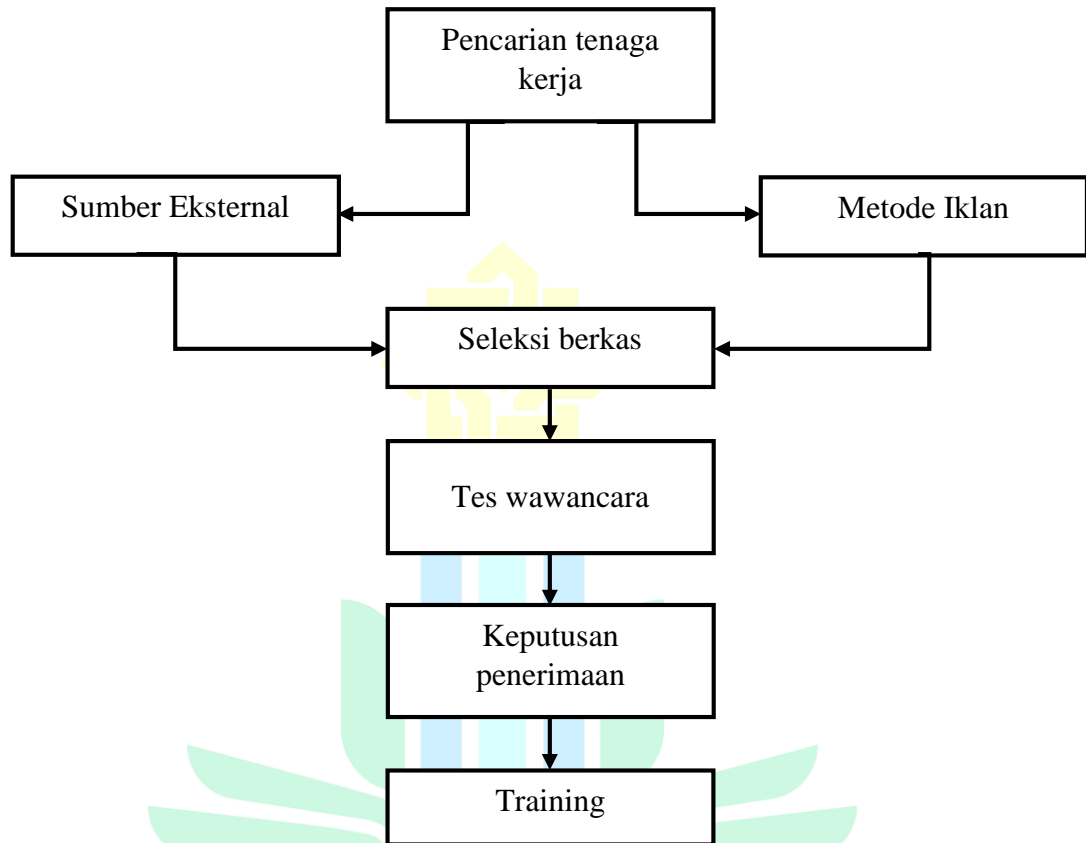 Pencarian tenaga
kerja
Sumber Eksternal
Metode Iklan
Seleksi berkas
Tes wawancara
Keputusan
penerimaan
Training